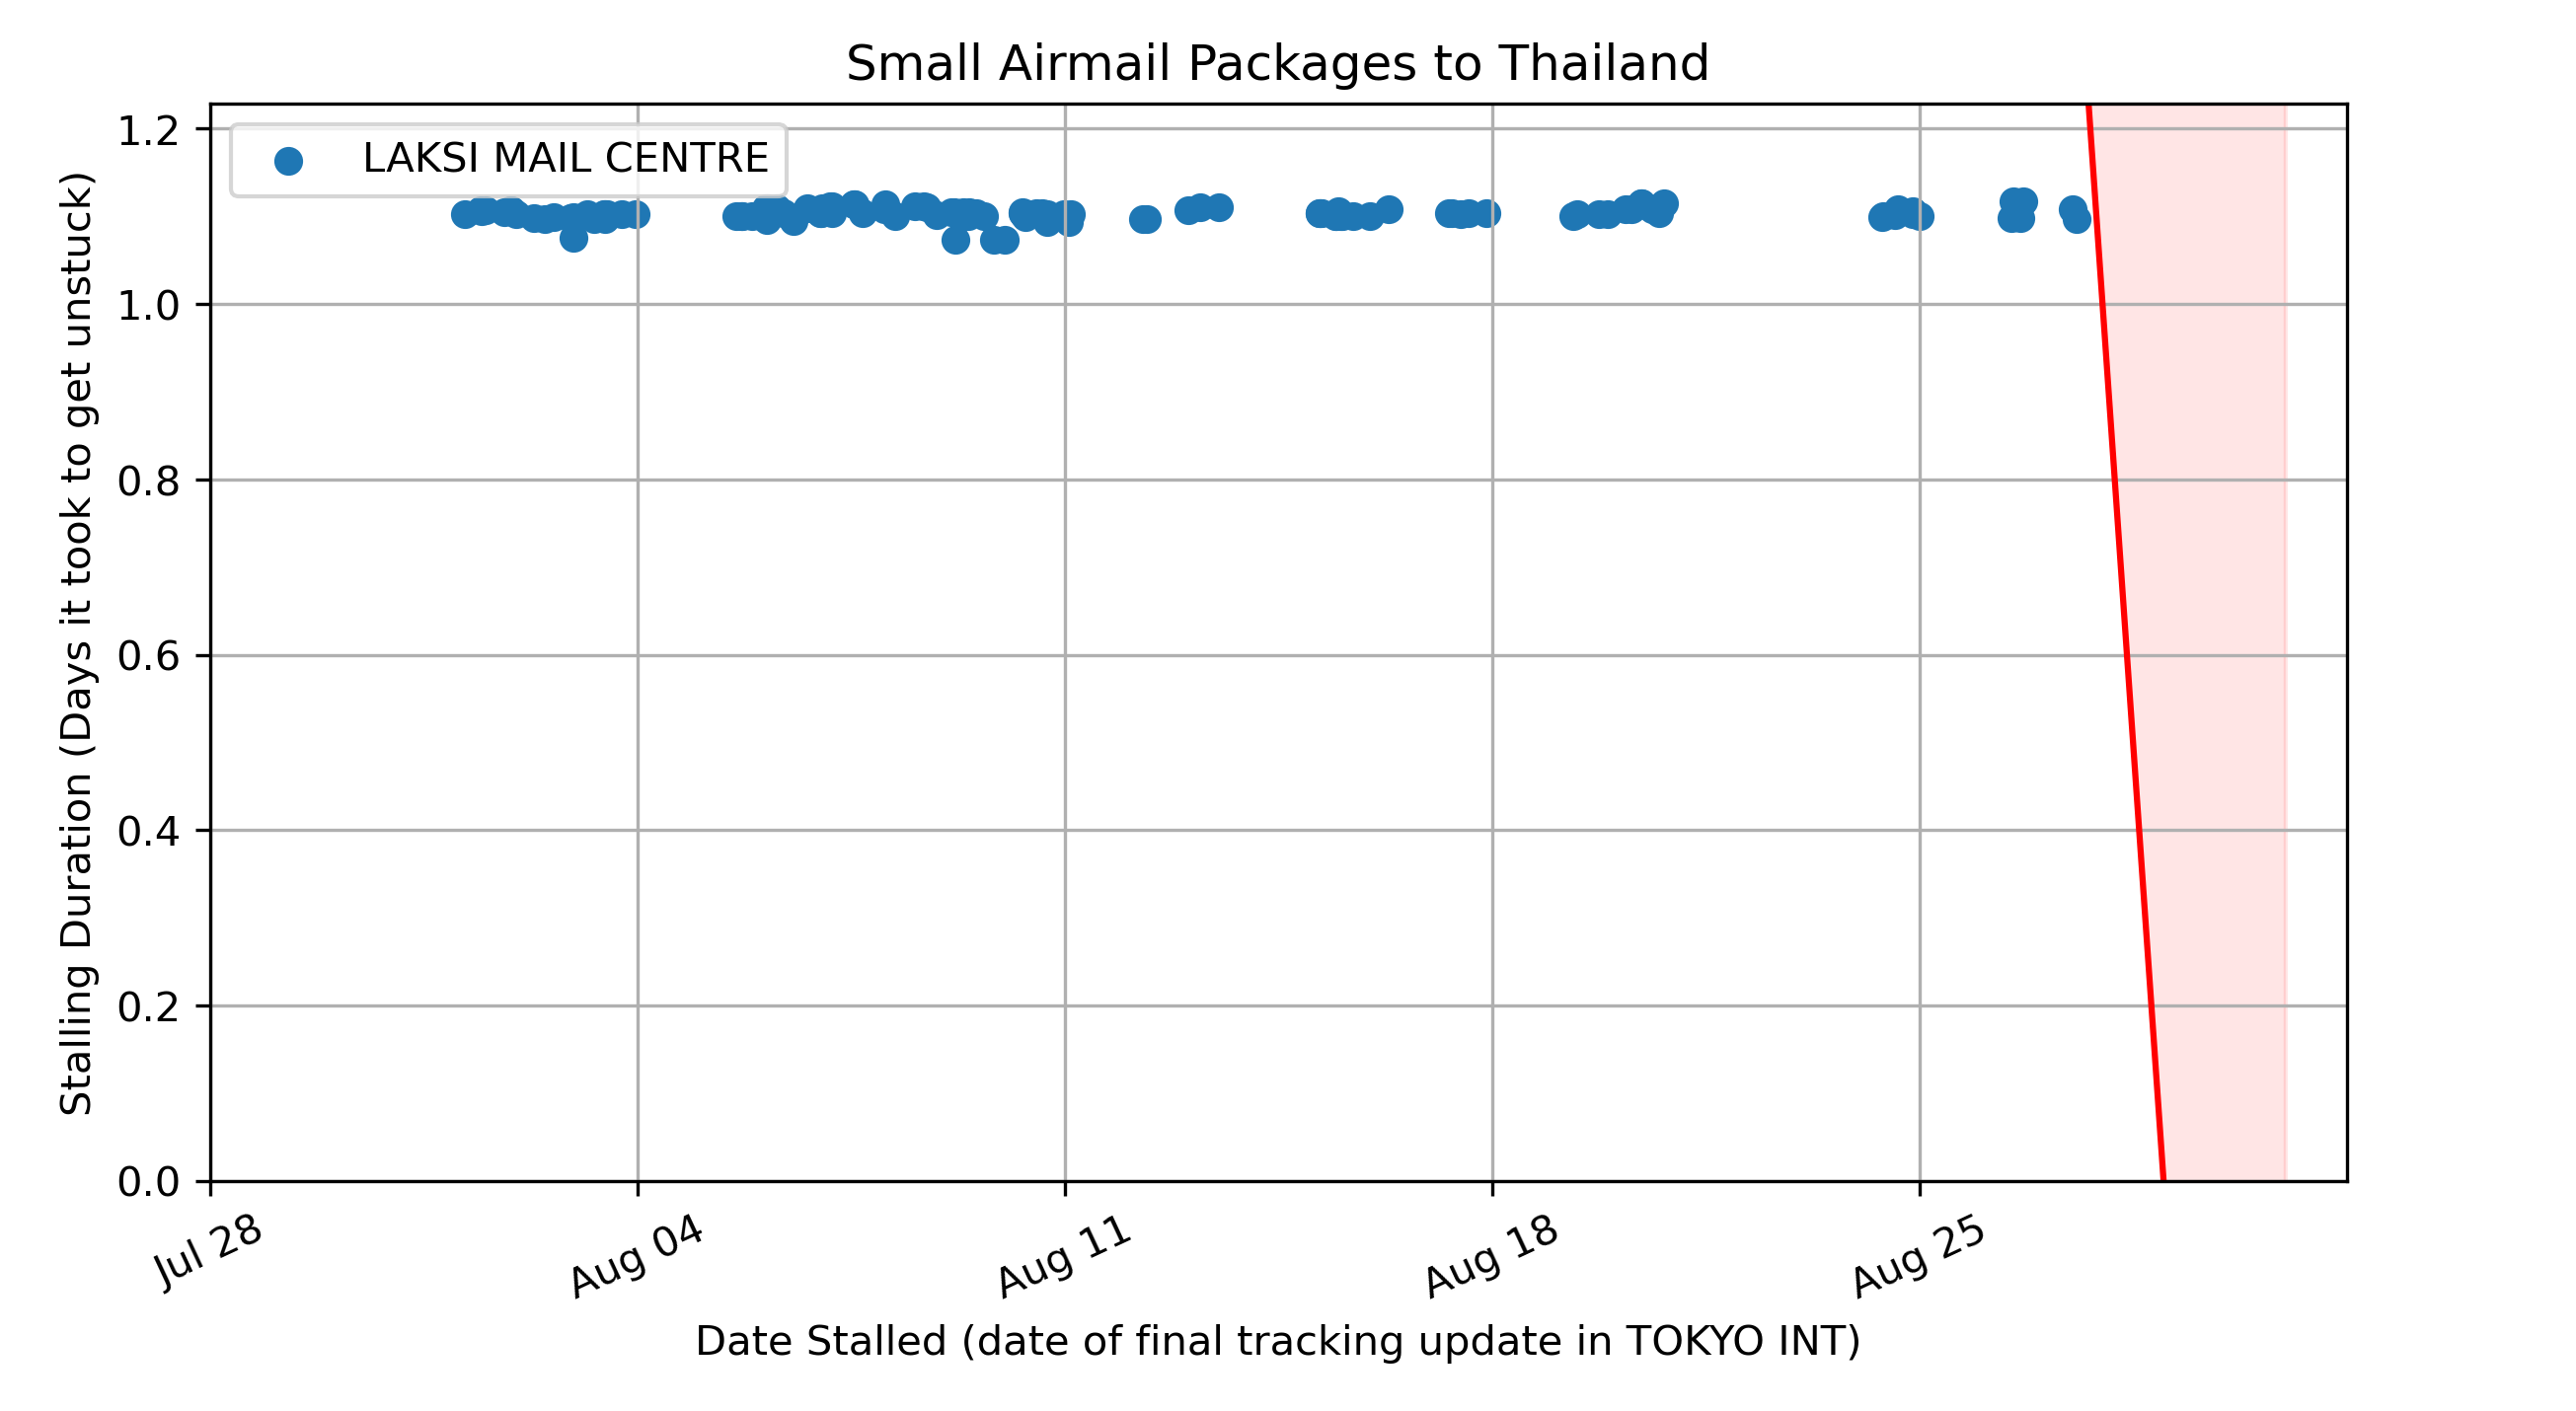 Small Airmail Packages to Thailand
LAKSI MAIL CENTRE
Stalling Duration (Days it took to get unstuck)
1.2
1.0
0.8
0.6
0.4
0.2
0.0
Jul 28
Aug 04
Aug 11
Aug 18
Aug 25
Date Stalled (date of final tracking update in TOKYO INT)